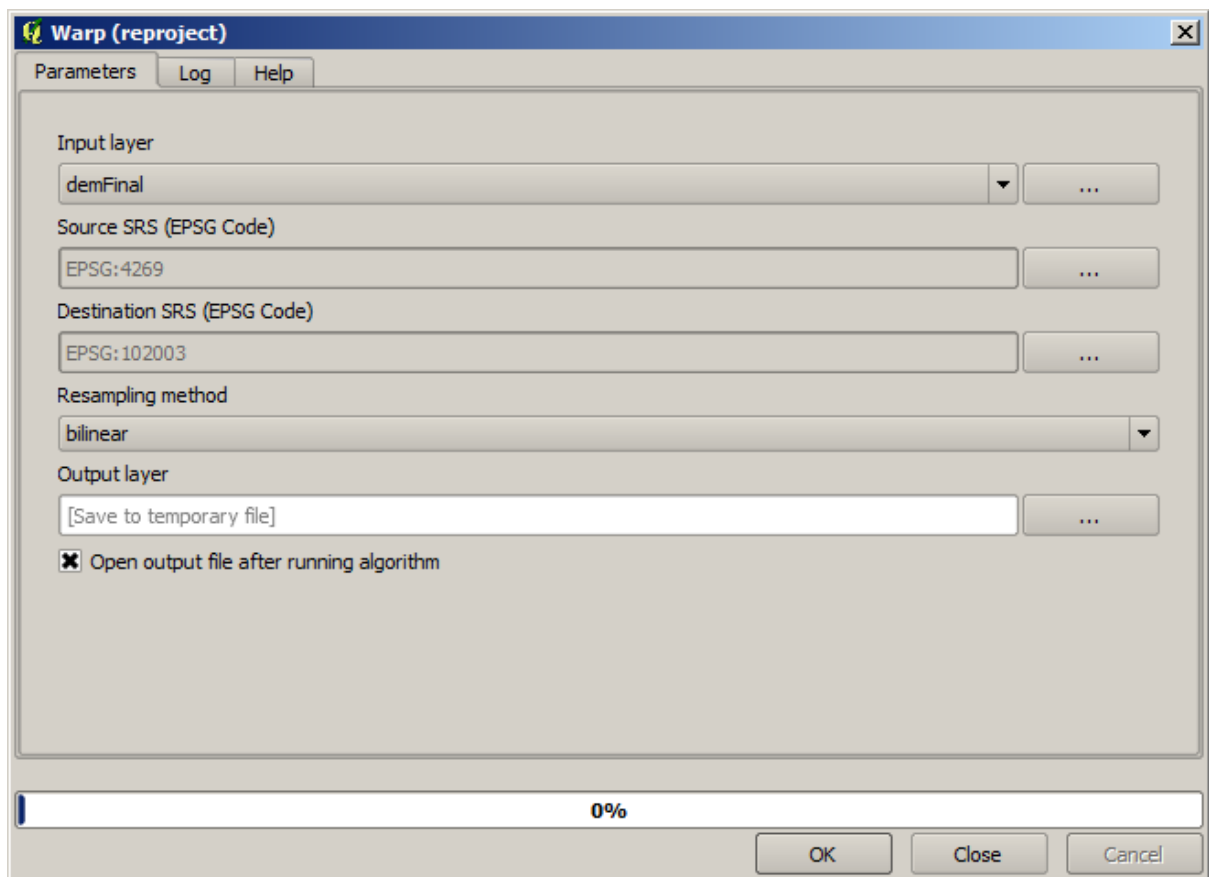 Warp (reproject)
Parameters Log Help
Input layer
demFinal ...
Source SRS (EPSG Code)
EPSG:4269 ...
Destination SRS (EPSG Code)
EPSG:102003 ...
Resampling method
bilinear
Output layer
[Save to temporary file] ...
Open output file after running algorithm
0%
OK Close Cancel